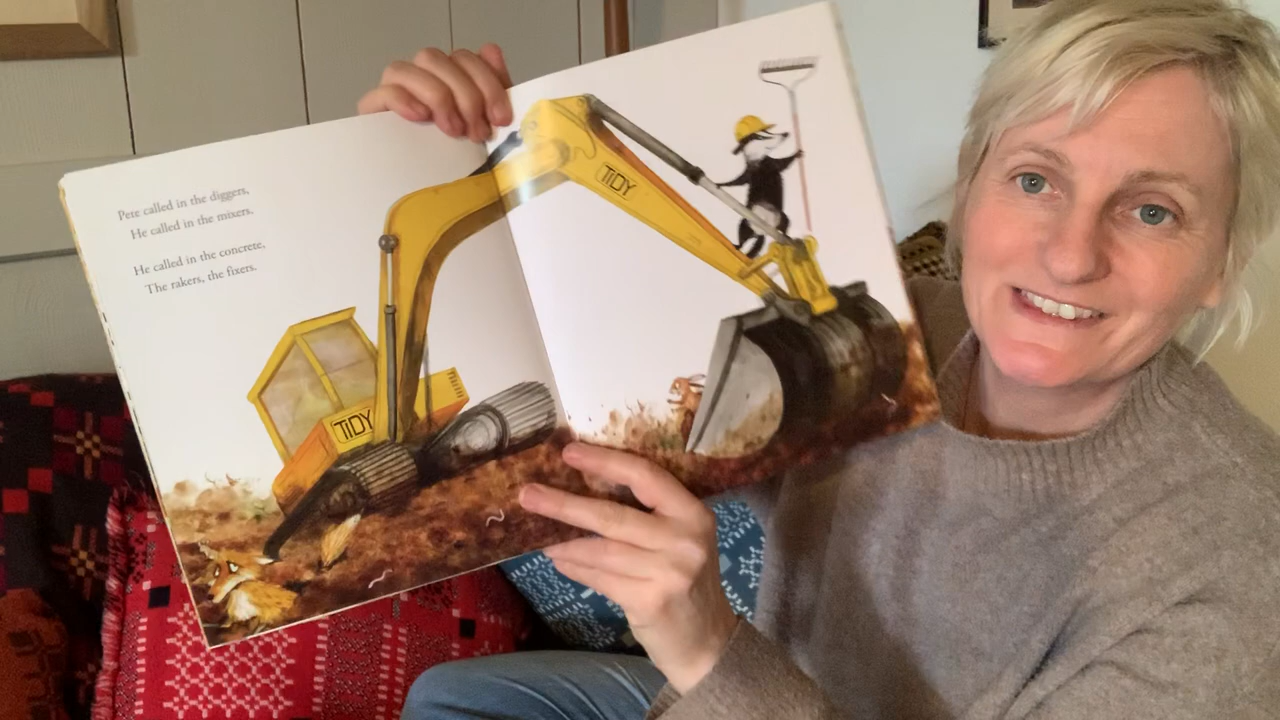 Pete called in the diggers,
He called in the mixers.
He called in the concrete,
The rakers, the fixers.
TiDY
TiDY